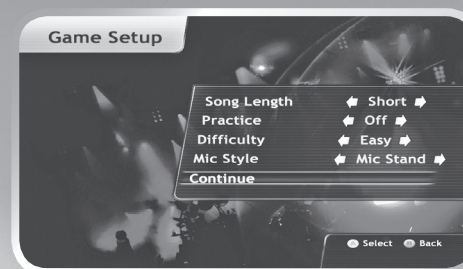 Game Setup
Song Length Short
Practice Off
Difficulty Easy
Mic Style Mic Stand
Continue
A Select B Back